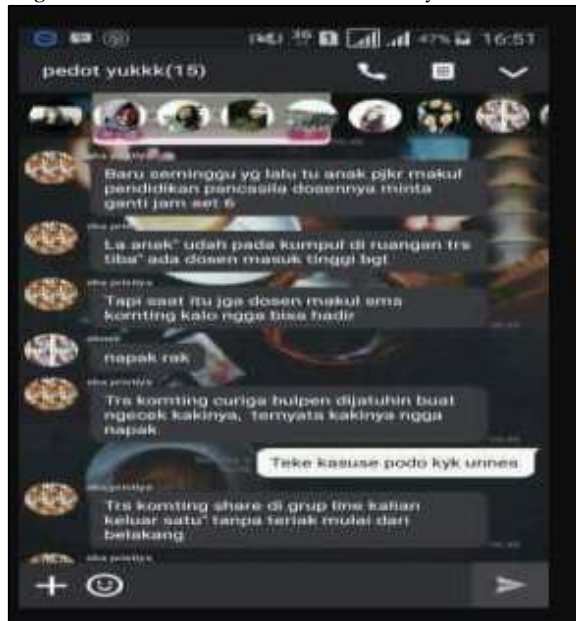 16:51
47%
pedot yukkk(15)
Baru seminggu yg lalu tu anak pjkr makul
pendidikan pancasila dosennya minta
ganti jam set 6
La anak" udah pada kumpul di ruangan trs
tiba" ada dosen masuk tinggi bgt
Tapi saat itu jga dosen makul sms
komting kalo ngga bisa hadir
napak rak
Trs komting curiga bulpen dijatuhin buat
ngecek kakinya, ternyata kakinya ngga
napak
Teke kasuse podo kyk unnes
Trs komting share di grup line kalian
keluar satu" tanpa teriak mulai dari
belakang